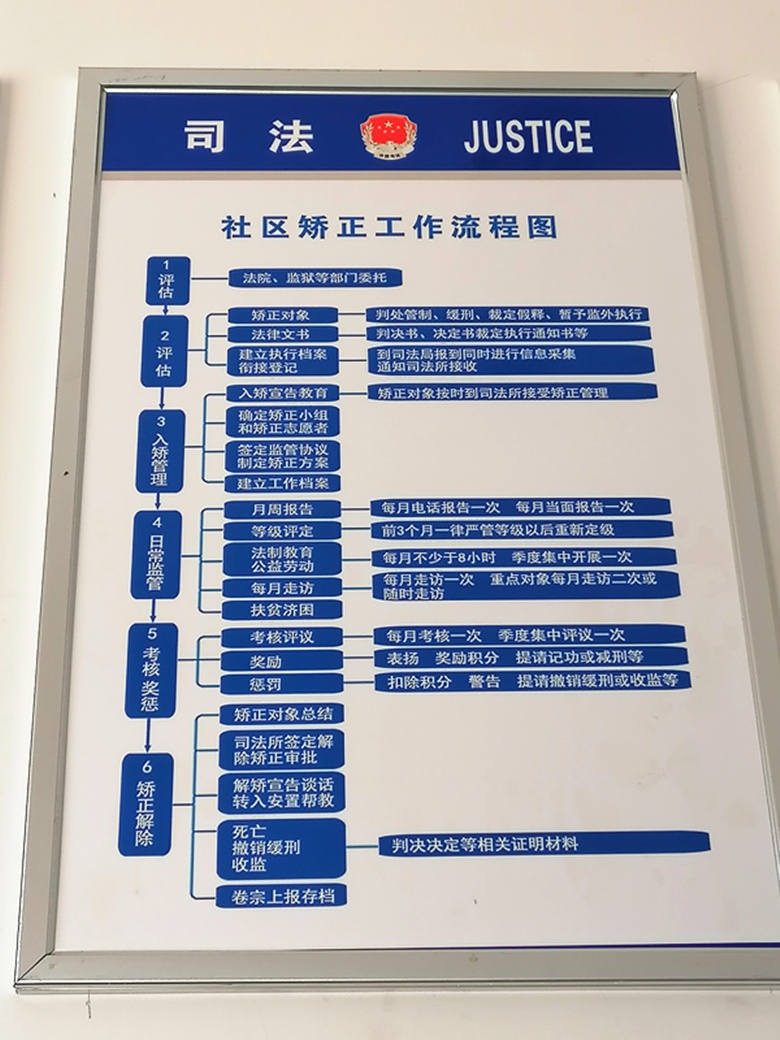 司法 JUSTICE
社区矫正工作流程图
1 评估
法院、监狱等部门委托
2 评估
矫正对象
判处管制、缓刑、裁定假释、暂予监外执行
法律文书
判决书、决定书裁定执行通知书等
建立执行档案
衔接登记
到司法局报到同时进行信息采集
通知司法所接收
3 入矫管理
入矫宣告教育
矫正对象按时到司法所接受矫正管理
确定矫正小组
和矫正志愿者
签定监管协议
制定矫正方案
建立工作档案
4 日常监管
月周报告
每月电话报告一次 每月当面报告一次
等级评定
前3个月一律严管等级以后重新定级
法制教育
公益劳动
每月不少于8小时 季度集中开展一次
每月走访
每月走访一次 重点对象每月走访二次或
随时走访
扶贫济困
5 考核奖惩
考核评议
每月考核一次 季度集中评议一次
奖励
表扬 奖励积分 提请记功或减刑等
惩罚
扣除积分 警告 提请撤销缓刑或收监等
6 矫正解除
矫正对象总结
司法所签定解
除矫正审批
解矫宣告谈话
转入安置帮教
死亡
撤销缓刑
收监
判决决定等相关证明材料
卷宗上报存档